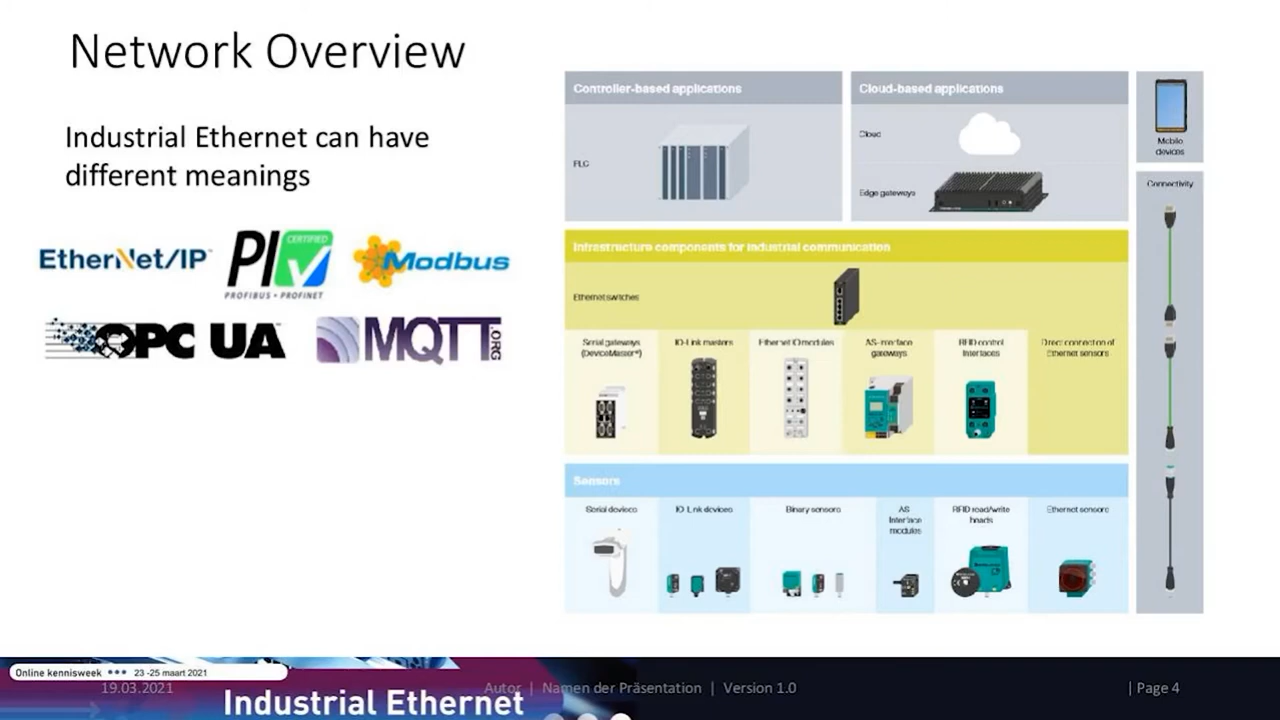 Network Overview
Industrial Ethernet can have
different meanings
EtherNet/IP™
PI CERTIFIED
PROFIBUS • PROFINET
Modbus
OPC UA™
MQTT.ORG
Controller-based applications
PLC
Cloud-based applications
Cloud
Edge gateways
Mobile
devices
Connectivity
Infrastructure components for industrial communication
Ethernet switches
Serial gateways
(DeviceMaster®)
IO-Link masters
Ethernet IO modules
AS-Interface
gateways
RFID control
interfaces
Direct connection of
Ethernet sensors
Sensors
Serial devices
IO-Link devices
Binary sensors
AS
Interface
modules
RFID read/write
heads
Ethernet sensors
Online kennisweek ••• 23 -25 maart 2021
19.03.2021
Autor | Namen der Präsentation | Version 1.0
| Page 4
Industrial Ethernet